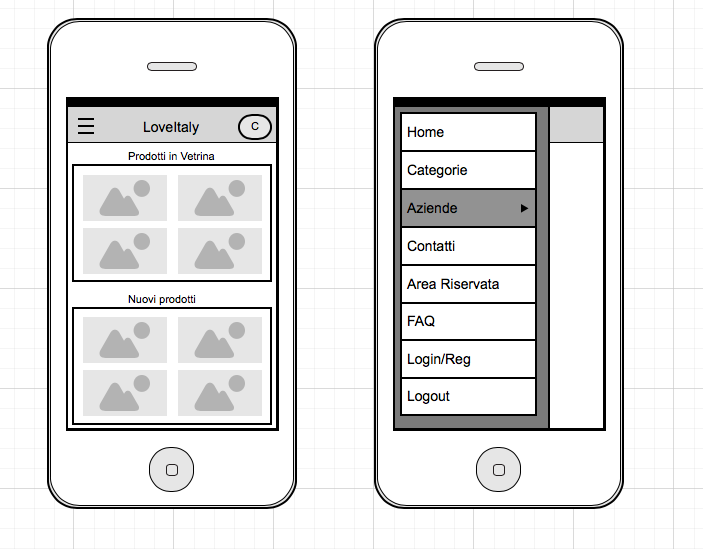 LoveItaly
C
Prodotti in Vetrina
Nuovi prodotti
Home
Categorie
Aziende
Contatti
Area Riservata
FAQ
Login/Reg
Logout